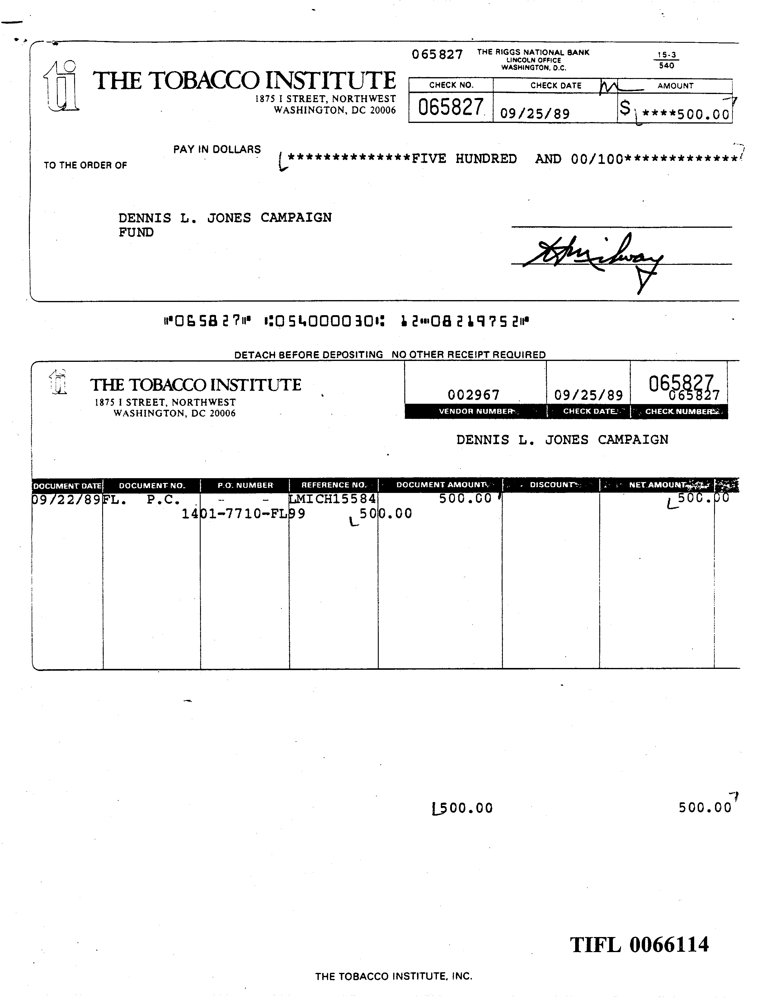 065827 THE RIGGS NATIONAL BANK
LINCOLN OFFICE
WASHINGTON, D.C.
15-3
540
ti
THE TOBACCO INSTITUTE
1875 I STREET, NORTHWEST
WASHINGTON, DC 20006
CHECK NO. CHECK DATE AMOUNT
065827 09/25/89 $ ****500.00
PAY IN DOLLARS
TO THE ORDER OF
**************FIVE HUNDRED AND 00/100*************
DENNIS L. JONES CAMPAIGN
FUND
⑈065827⑈ ⑆054000030⑆ 12⑉08219752⑈
DETACH BEFORE DEPOSITING NO OTHER RECEIPT REQUIRED
ti
THE TOBACCO INSTITUTE
1875 I STREET, NORTHWEST
WASHINGTON, DC 20006
002967 09/25/89 065827
065827
VENDOR NUMBER CHECK DATE CHECK NUMBER
DENNIS L. JONES CAMPAIGN
DOCUMENT DATE DOCUMENT NO. P.O. NUMBER REFERENCE NO. DOCUMENT AMOUNT DISCOUNT NET AMOUNT
09/22/89 FL. P.C. - - LMICH15584 500.00 500.00
1401-7710-FL99 500.00
500.00 500.00
TIFL 0066114
THE TOBACCO INSTITUTE, INC.